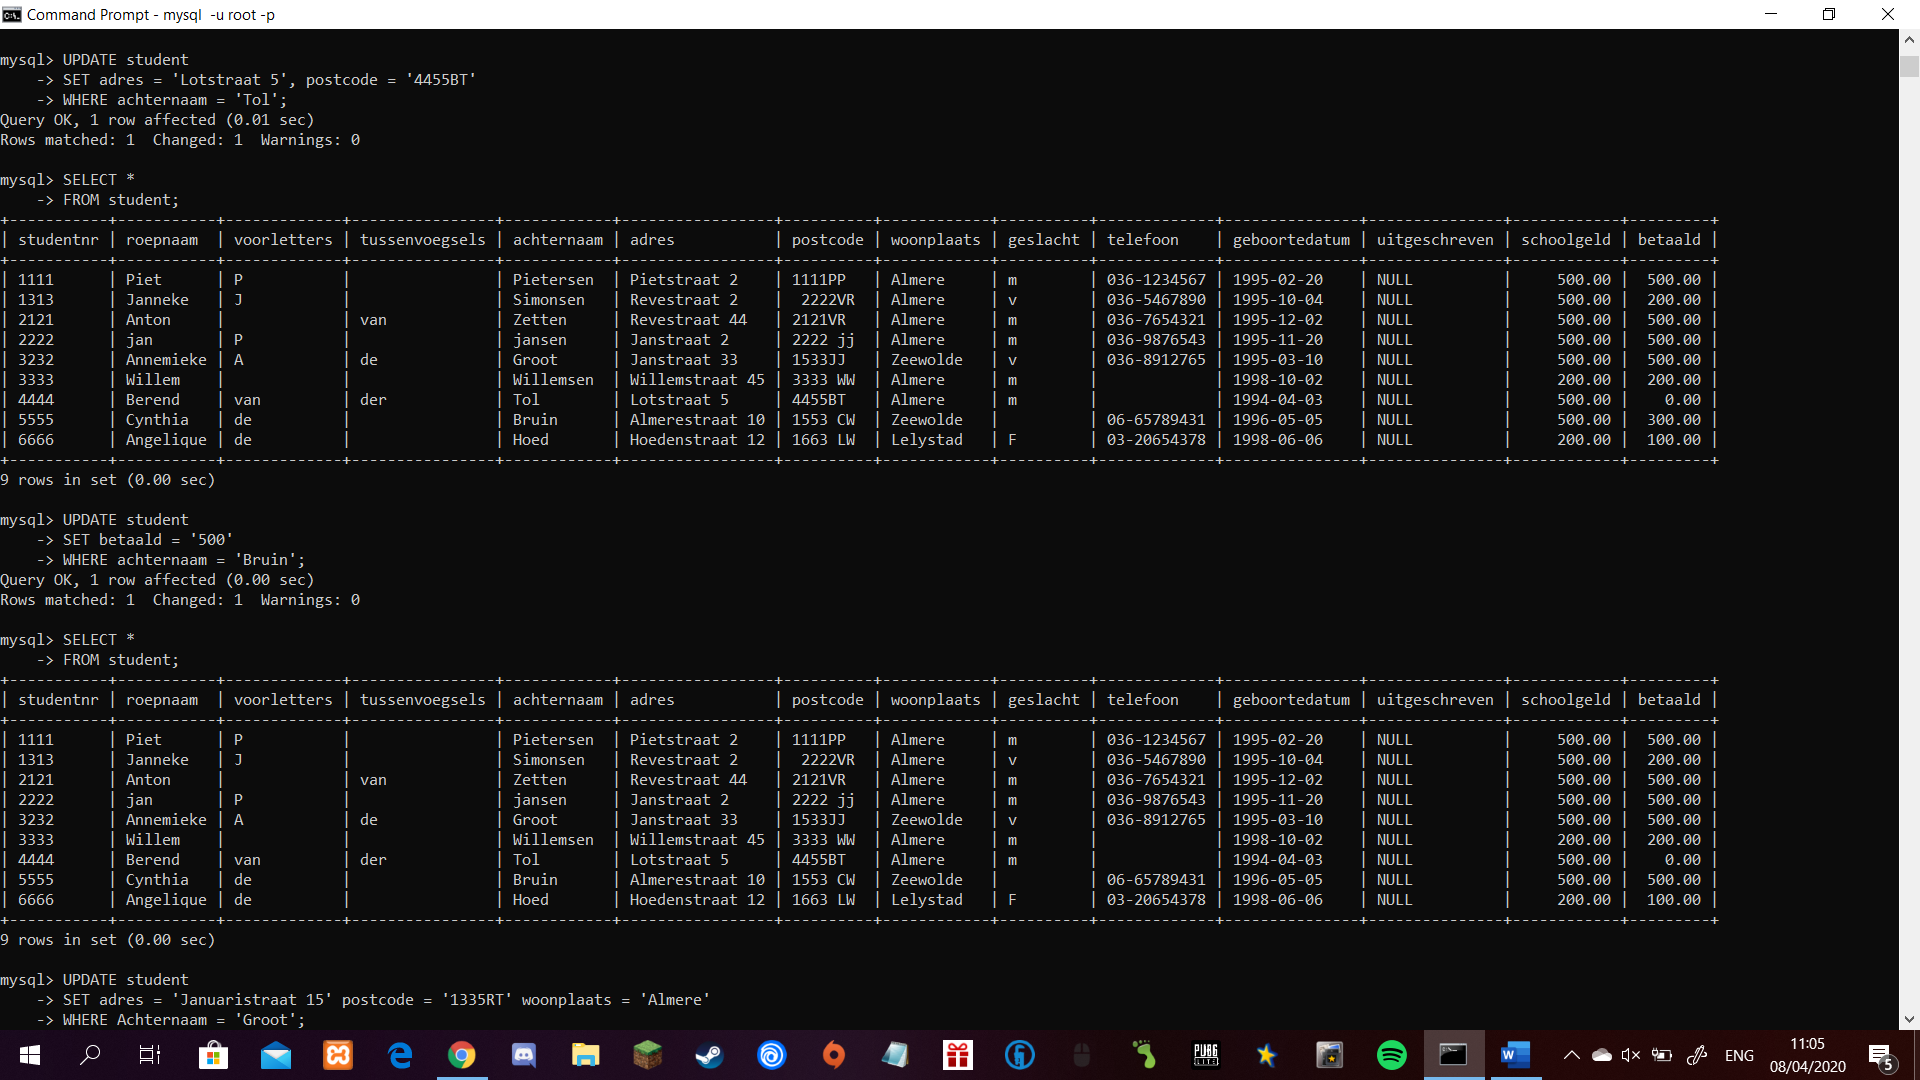 Command Prompt - mysql  -u root -p
mysql> UPDATE student
    -> SET adres = 'Lotstraat 5', postcode = '4455BT'
    -> WHERE achternaam = 'Tol';
Query OK, 1 row affected (0.01 sec)
Rows matched: 1  Changed: 1  Warnings: 0
mysql> SELECT *
    -> FROM student;
| studentnr | roepnaam  | voorletters | tussenvoegsels | achternaam | adres           | postcode | woonplaats | geslacht | telefoon    | geboortedatum | uitgeschreven | schoolgeld | betaald |
| 1111      | Piet      | P           |                | Pietersen  | Pietstraat 2    | 1111PP   | Almere     | m        | 036-1234567 | 1995-02-20    | NULL          |     500.00 |  500.00 |
| 1313      | Janneke   | J           |                | Simonsen   | Revestraat 2    |  2222VR  | Almere     | v        | 036-5467890 | 1995-10-04    | NULL          |     500.00 |  200.00 |
| 2121      | Anton     |             | van            | Zetten     | Revestraat 44   | 2121VR   | Almere     | m        | 036-7654321 | 1995-12-02    | NULL          |     500.00 |  500.00 |
| 2222      | jan       | P           |                | jansen     | Janstraat 2     | 2222 jj  | Almere     | m        | 036-9876543 | 1995-11-20    | NULL          |     500.00 |  500.00 |
| 3232      | Annemieke | A           | de             | Groot      | Janstraat 33    | 1533JJ   | Zeewolde   | v        | 036-8912765 | 1995-03-10    | NULL          |     500.00 |  500.00 |
| 3333      | Willem    |             |                | Willemsen  | Willemstraat 45 | 3333 WW  | Almere     | m        |             | 1998-10-02    | NULL          |     200.00 |  200.00 |
| 4444      | Berend    | van         | der            | Tol        | Lotstraat 5     | 4455BT   | Almere     | m        |             | 1994-04-03    | NULL          |     500.00 |    0.00 |
| 5555      | Cynthia   | de          |                | Bruin      | Almerestraat 10 | 1553 CW  | Zeewolde   |          | 06-65789431 | 1996-05-05    | NULL          |     500.00 |  300.00 |
| 6666      | Angelique | de          |                | Hoed       | Hoedenstraat 12 | 1663 LW  | Lelystad   | F        | 03-20654378 | 1998-06-06    | NULL          |     200.00 |  100.00 |
9 rows in set (0.00 sec)
mysql> UPDATE student
    -> SET betaald = '500'
    -> WHERE achternaam = 'Bruin';
Query OK, 1 row affected (0.00 sec)
Rows matched: 1  Changed: 1  Warnings: 0
mysql> SELECT *
    -> FROM student;
| studentnr | roepnaam  | voorletters | tussenvoegsels | achternaam | adres           | postcode | woonplaats | geslacht | telefoon    | geboortedatum | uitgeschreven | schoolgeld | betaald |
| 1111      | Piet      | P           |                | Pietersen  | Pietstraat 2    | 1111PP   | Almere     | m        | 036-1234567 | 1995-02-20    | NULL          |     500.00 |  500.00 |
| 1313      | Janneke   | J           |                | Simonsen   | Revestraat 2    |  2222VR  | Almere     | v        | 036-5467890 | 1995-10-04    | NULL          |     500.00 |  200.00 |
| 2121      | Anton     |             | van            | Zetten     | Revestraat 44   | 2121VR   | Almere     | m        | 036-7654321 | 1995-12-02    | NULL          |     500.00 |  500.00 |
| 2222      | jan       | P           |                | jansen     | Janstraat 2     | 2222 jj  | Almere     | m        | 036-9876543 | 1995-11-20    | NULL          |     500.00 |  500.00 |
| 3232      | Annemieke | A           | de             | Groot      | Janstraat 33    | 1533JJ   | Zeewolde   | v        | 036-8912765 | 1995-03-10    | NULL          |     500.00 |  500.00 |
| 3333      | Willem    |             |                | Willemsen  | Willemstraat 45 | 3333 WW  | Almere     | m        |             | 1998-10-02    | NULL          |     200.00 |  200.00 |
| 4444      | Berend    | van         | der            | Tol        | Lotstraat 5     | 4455BT   | Almere     | m        |             | 1994-04-03    | NULL          |     500.00 |    0.00 |
| 5555      | Cynthia   | de          |                | Bruin      | Almerestraat 10 | 1553 CW  | Zeewolde   |          | 06-65789431 | 1996-05-05    | NULL          |     500.00 |  500.00 |
| 6666      | Angelique | de          |                | Hoed       | Hoedenstraat 12 | 1663 LW  | Lelystad   | F        | 03-20654378 | 1998-06-06    | NULL          |     200.00 |  100.00 |
9 rows in set (0.00 sec)
mysql> UPDATE student
    -> SET adres = 'Januaristraat 15' postcode = '1335RT' woonplaats = 'Almere'
    -> WHERE Achternaam = 'Groot';
PUBG
LITE
ENG
11:05
08/04/2020
5